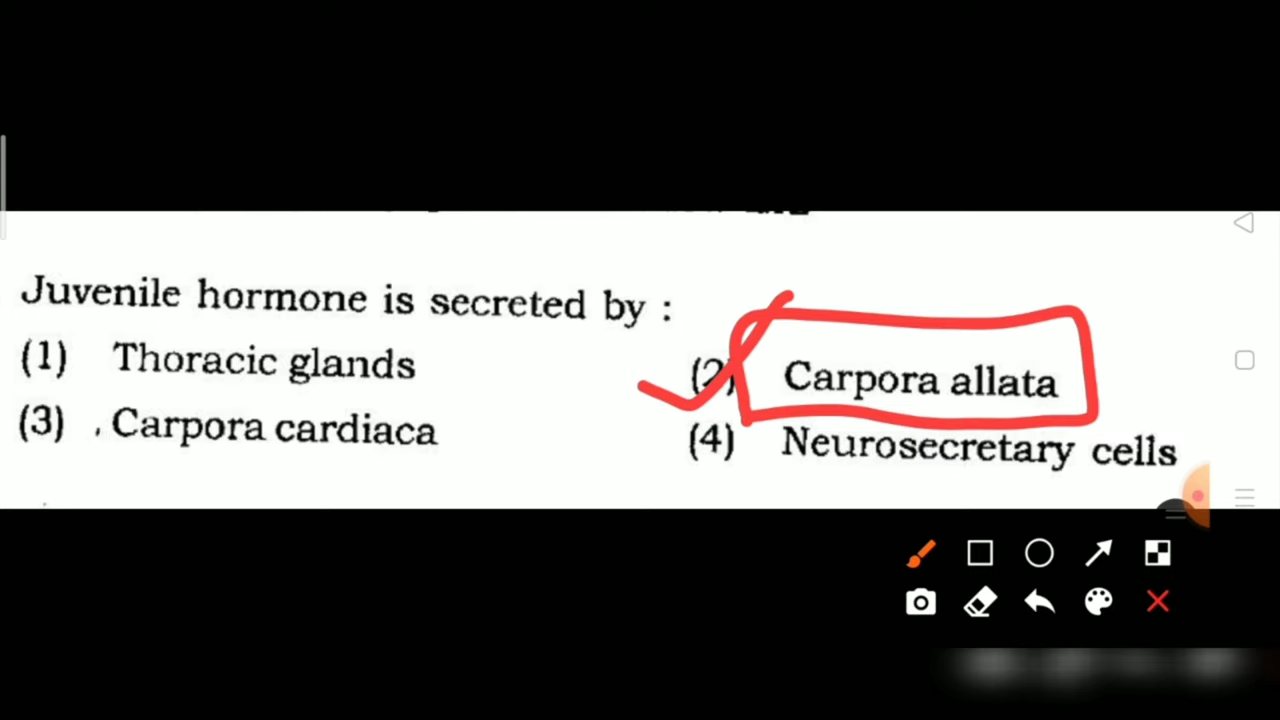 Juvenile hormone is secreted by :
(1) Thoracic glands (2) Carpora allata
(3) Carpora cardiaca (4) Neurosecretary cells